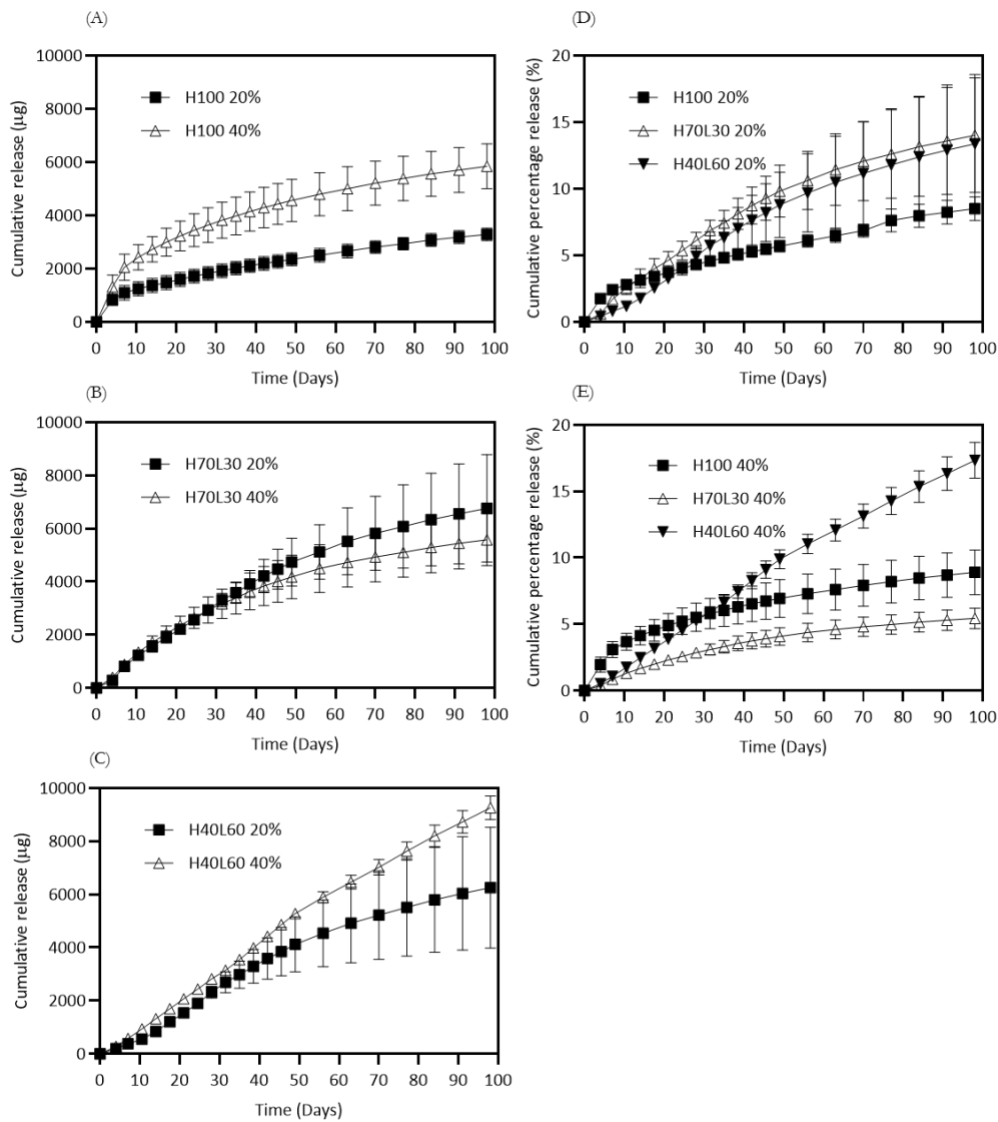 (A)
10000
8000
6000
4000
2000
0
Cumulative release (µg)
H100 20%
H100 40%
0 10 20 30 40 50 60 70 80 90 100
Time (Days)
(B)
10000
8000
6000
4000
2000
0
Cumulative release (µg)
H70L30 20%
H70L30 40%
0 10 20 30 40 50 60 70 80 90 100
Time (Days)
(C)
10000
8000
6000
4000
2000
0
Cumulative release (µg)
H40L60 20%
H40L60 40%
0 10 20 30 40 50 60 70 80 90 100
Time (Days)
(D)
20
15
10
5
0
Cumulative percentage release (%)
H100 20%
H70L30 20%
H40L60 20%
0 10 20 30 40 50 60 70 80 90 100
Time (Days)
(E)
20
15
10
5
0
Cumulative percentage release (%)
H100 40%
H70L30 40%
H40L60 40%
0 10 20 30 40 50 60 70 80 90 100
Time (Days)